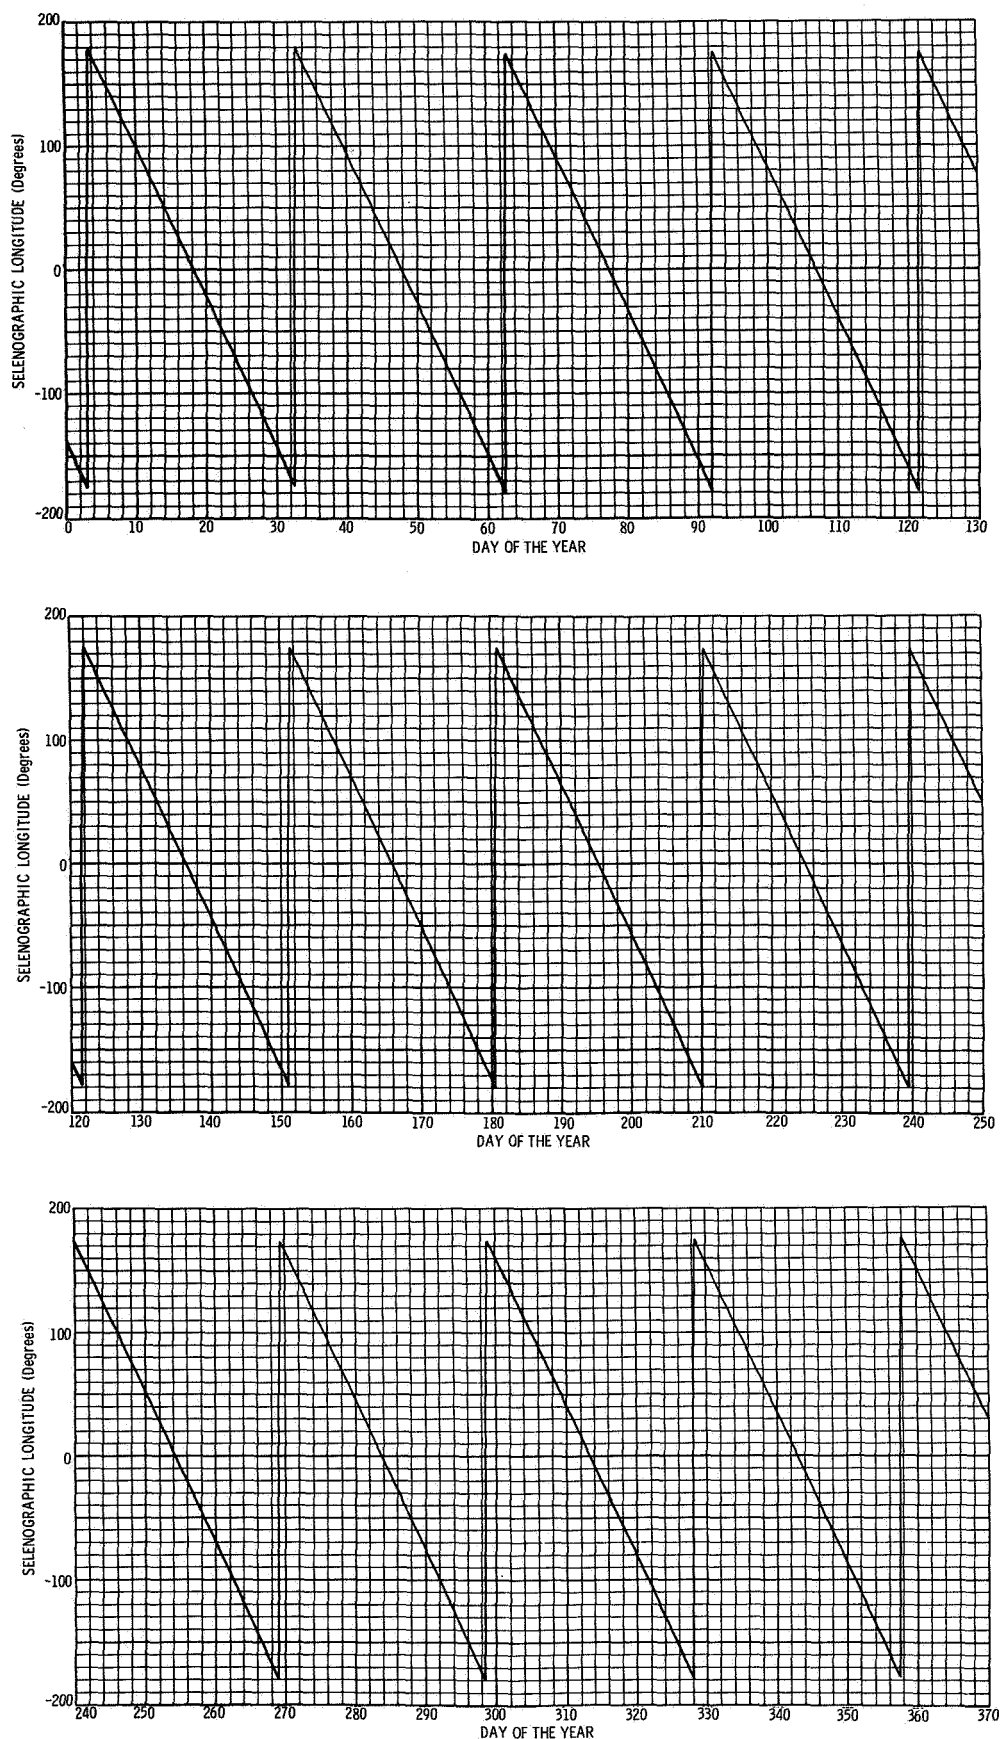 200
100
0
-100
-200
SELENOGRAPHIC LONGITUDE (Degrees)
0 10 20 30 40 50 60 70 80 90 100 110 120 130
DAY OF THE YEAR
200
100
0
-100
-200
SELENOGRAPHIC LONGITUDE (Degrees)
120 130 140 150 160 170 180 190 200 210 220 230 240 250
DAY OF THE YEAR
200
100
0
-100
-200
SELENOGRAPHIC LONGITUDE (Degrees)
240 250 260 270 280 290 300 310 320 330 340 350 360 370
DAY OF THE YEAR